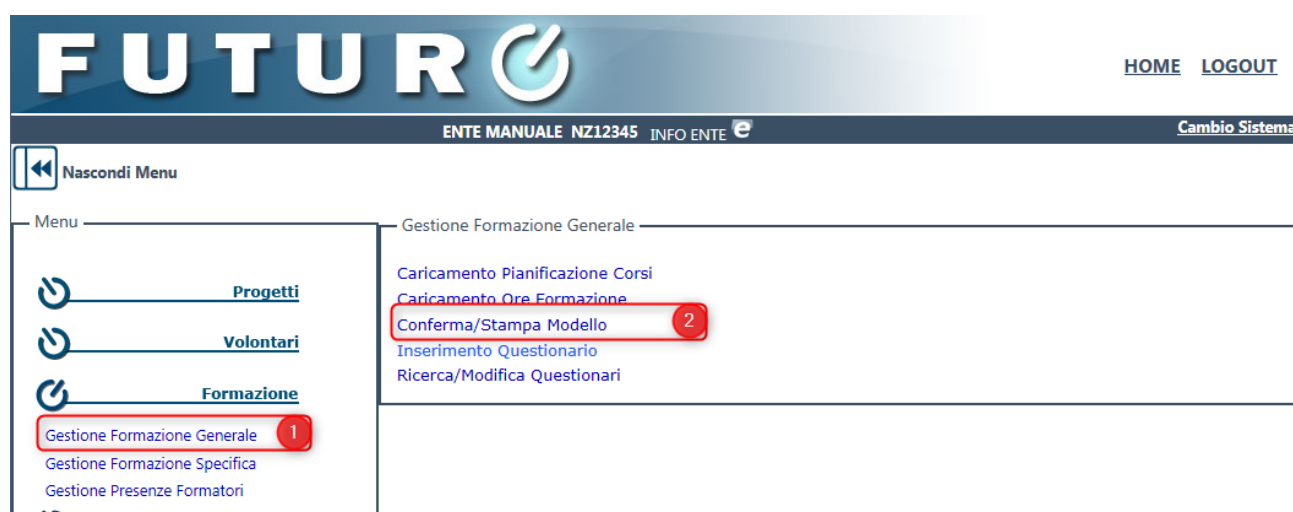 FUTURO
HOME LOGOUT
ENTE MANUALE NZ12345 INFO ENTE e
Cambio Sistema
Nascondi Menu
Menu
Progetti
Volontari
Formazione
Gestione Formazione Generale 1
Gestione Formazione Specifica
Gestione Presenze Formatori
Gestione Formazione Generale
Caricamento Pianificazione Corsi
Caricamento Ore Formazione
Conferma/Stampa Modello 2
Inserimento Questionario
Ricerca/Modifica Questionari